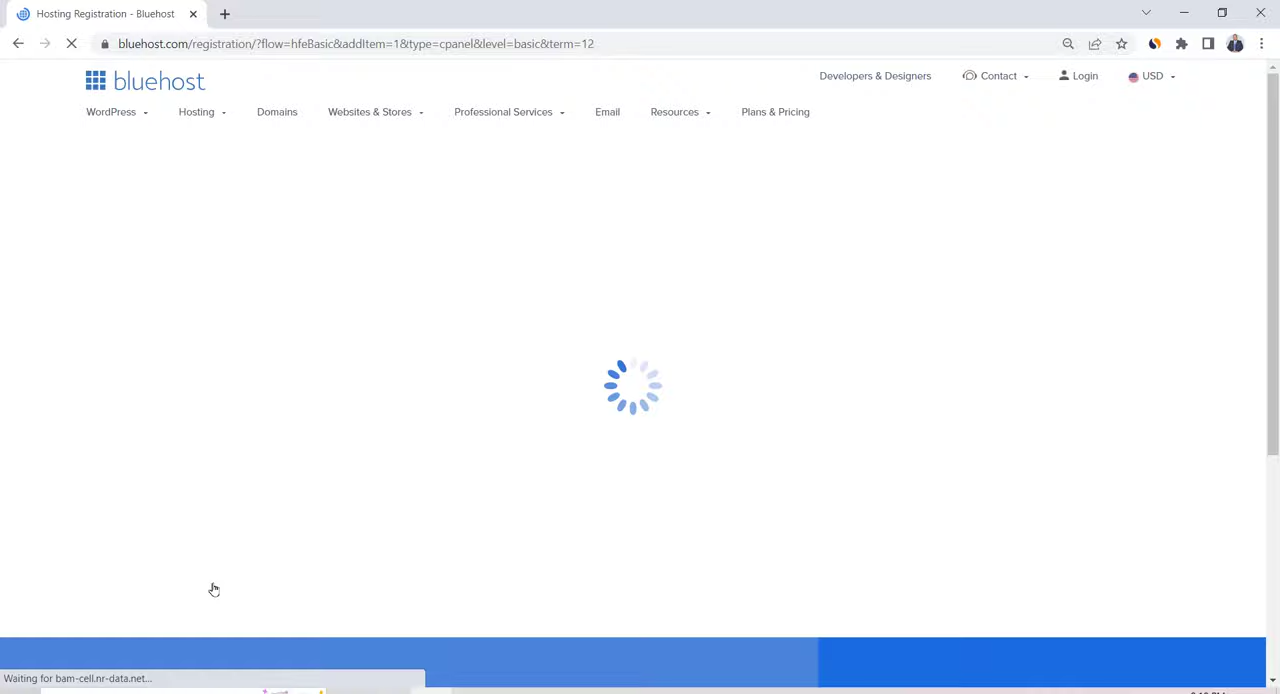 Hosting Registration - Bluehost
bluehost.com/registration/?flow=hfeBasic&addItem=1&type=cpanel&level=basic&term=12
bluehost
Developers & Designers
Contact
Login
USD
WordPress
Hosting
Domains
Websites & Stores
Professional Services
Email
Resources
Plans & Pricing
Waiting for bam-cell.nr-data.net...